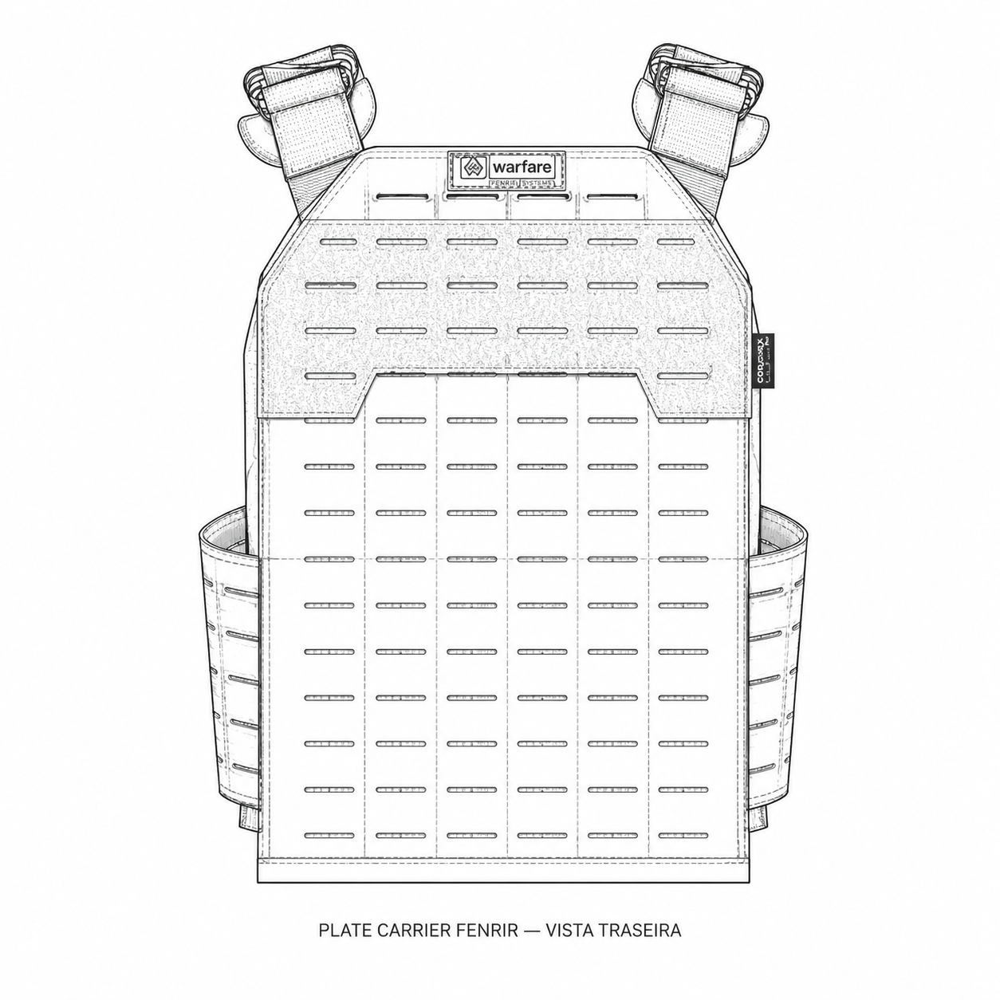 warfare
FENRIR SYSTEMS
PLATE CARRIER FENRIR — VISTA TRASEIRA